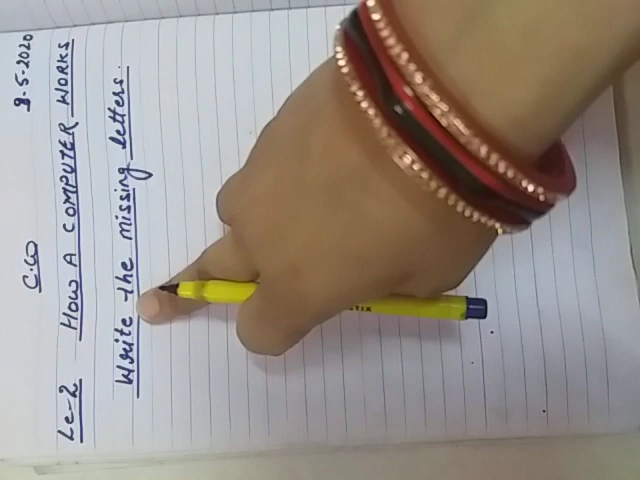 C.W 8-5-2020
Le-2 HOW A COMPUTER WORKS
Write the missing letters.